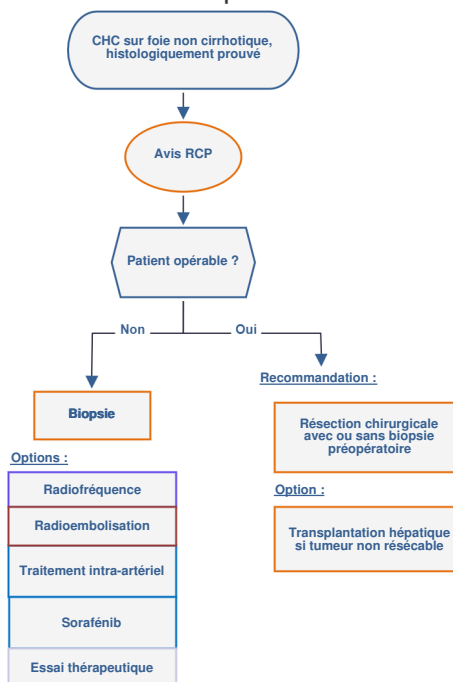 CHC sur foie non cirrhotique,
histologiquement prouvé
Avis RCP
Patient opérable ?
Non
Oui
Biopsie
Options :
Radiofréquence
Radioembolisation
Traitement intra-artériel
Sorafénib
Essai thérapeutique
Recommandation :
Résection chirurgicale
avec ou sans biopsie
préopératoire
Option :
Transplantation hépatique
si tumeur non résécable